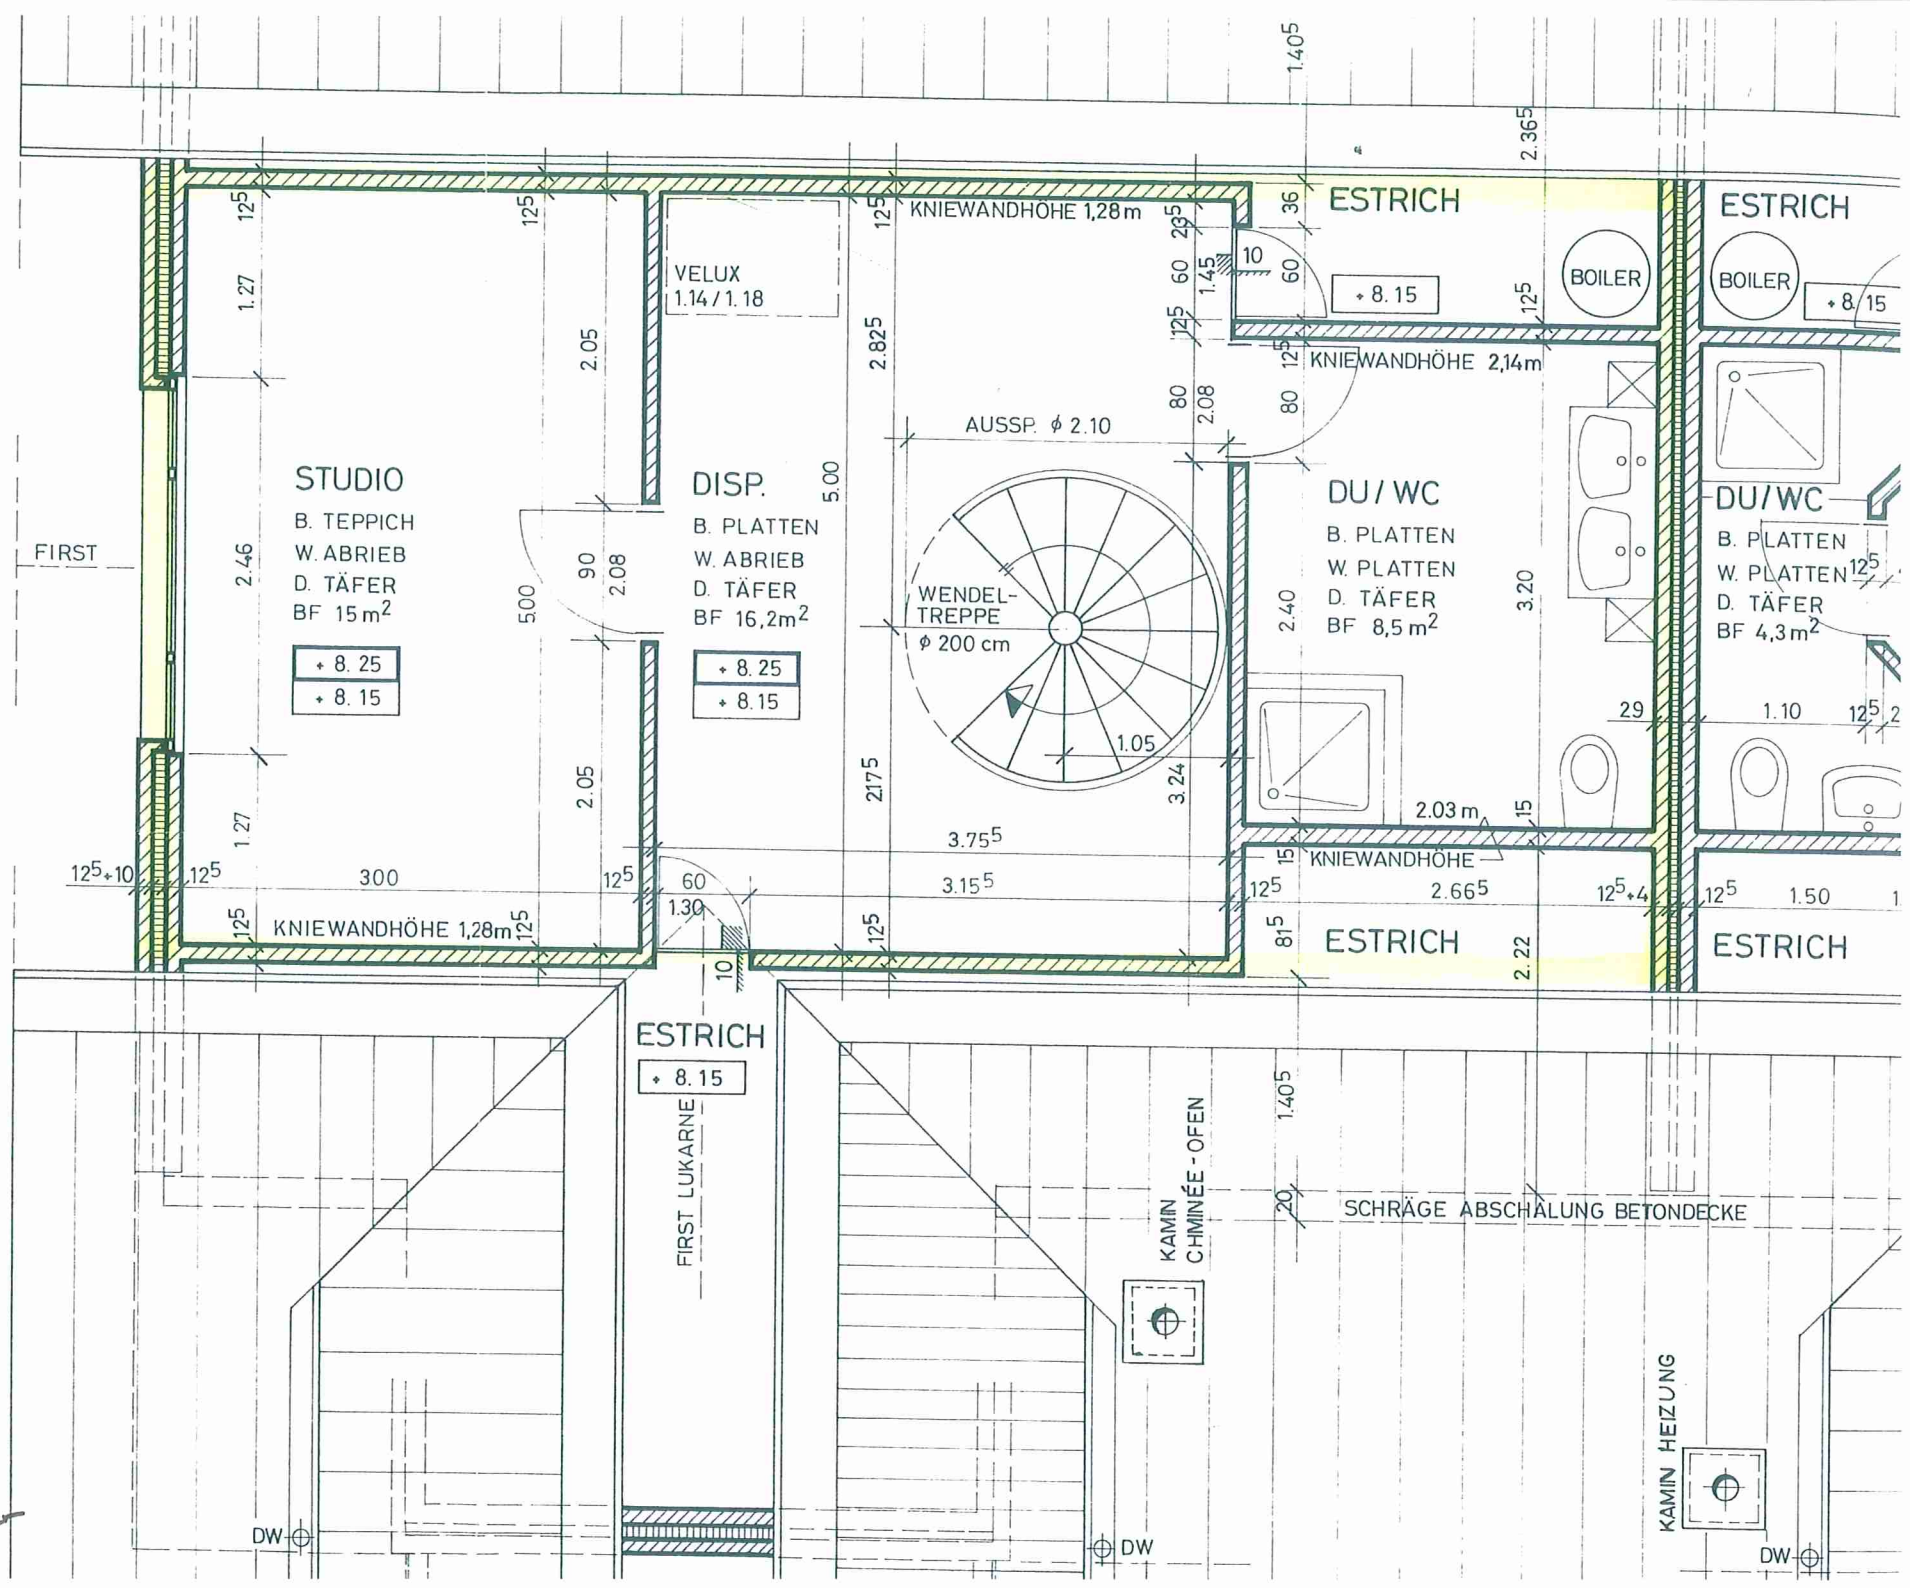 1.40⁵
2.36⁵
12⁵
12⁵
12⁵
KNIEWANDHÖHE 1,28m
23⁵
36
ESTRICH
ESTRICH
VELUX
1.14/1.18
1.27
2.05
2.825
60
1.45
10
60
+ 8.15
12⁵
BOILER
BOILER
+ 8.15
12⁵
12⁵
KNIEWANDHÖHE 2,14m
80
2.08
80
AUSSP. ϕ 2.10
STUDIO
B. TEPPICH
W. ABRIEB
D. TÄFER
BF 15 m²
+ 8.25
+ 8.15
FIRST
2.46
500
90
2.08
DISP.
B. PLATTEN
W. ABRIEB
D. TÄFER
BF 16,2m²
+ 8.25
+ 8.15
5.00
WENDEL-
TREPPE
ϕ 200 cm
DU/WC
B. PLATTEN
W. PLATTEN
D. TÄFER
BF 8,5 m²
2.40
3.20
DU/WC
B. PLATTEN
W. PLATTEN
D. TÄFER
BF 4,3 m²
12⁵
29
1.10
12⁵
2
1.05
1.27
2.05
2175
3.24
2.03 m
15
3.75⁵
15
KNIEWANDHÖHE
12⁵+10
12⁵
300
12⁵
60
3.15⁵
12⁵
2.66⁵
12⁵+4
12⁵
1.50
1.
1.30
12⁵
KNIEWANDHÖHE 1,28m
12⁵
12⁵
10
81⁵
ESTRICH
2.22
ESTRICH
ESTRICH
+ 8.15
FIRST LUKARNE
1.40⁵
20
KAMIN
CHMINÉE-OFEN
SCHRÄGE ABSCHALUNG BETONDECKE
KAMIN HEIZUNG
DW
DW
DW